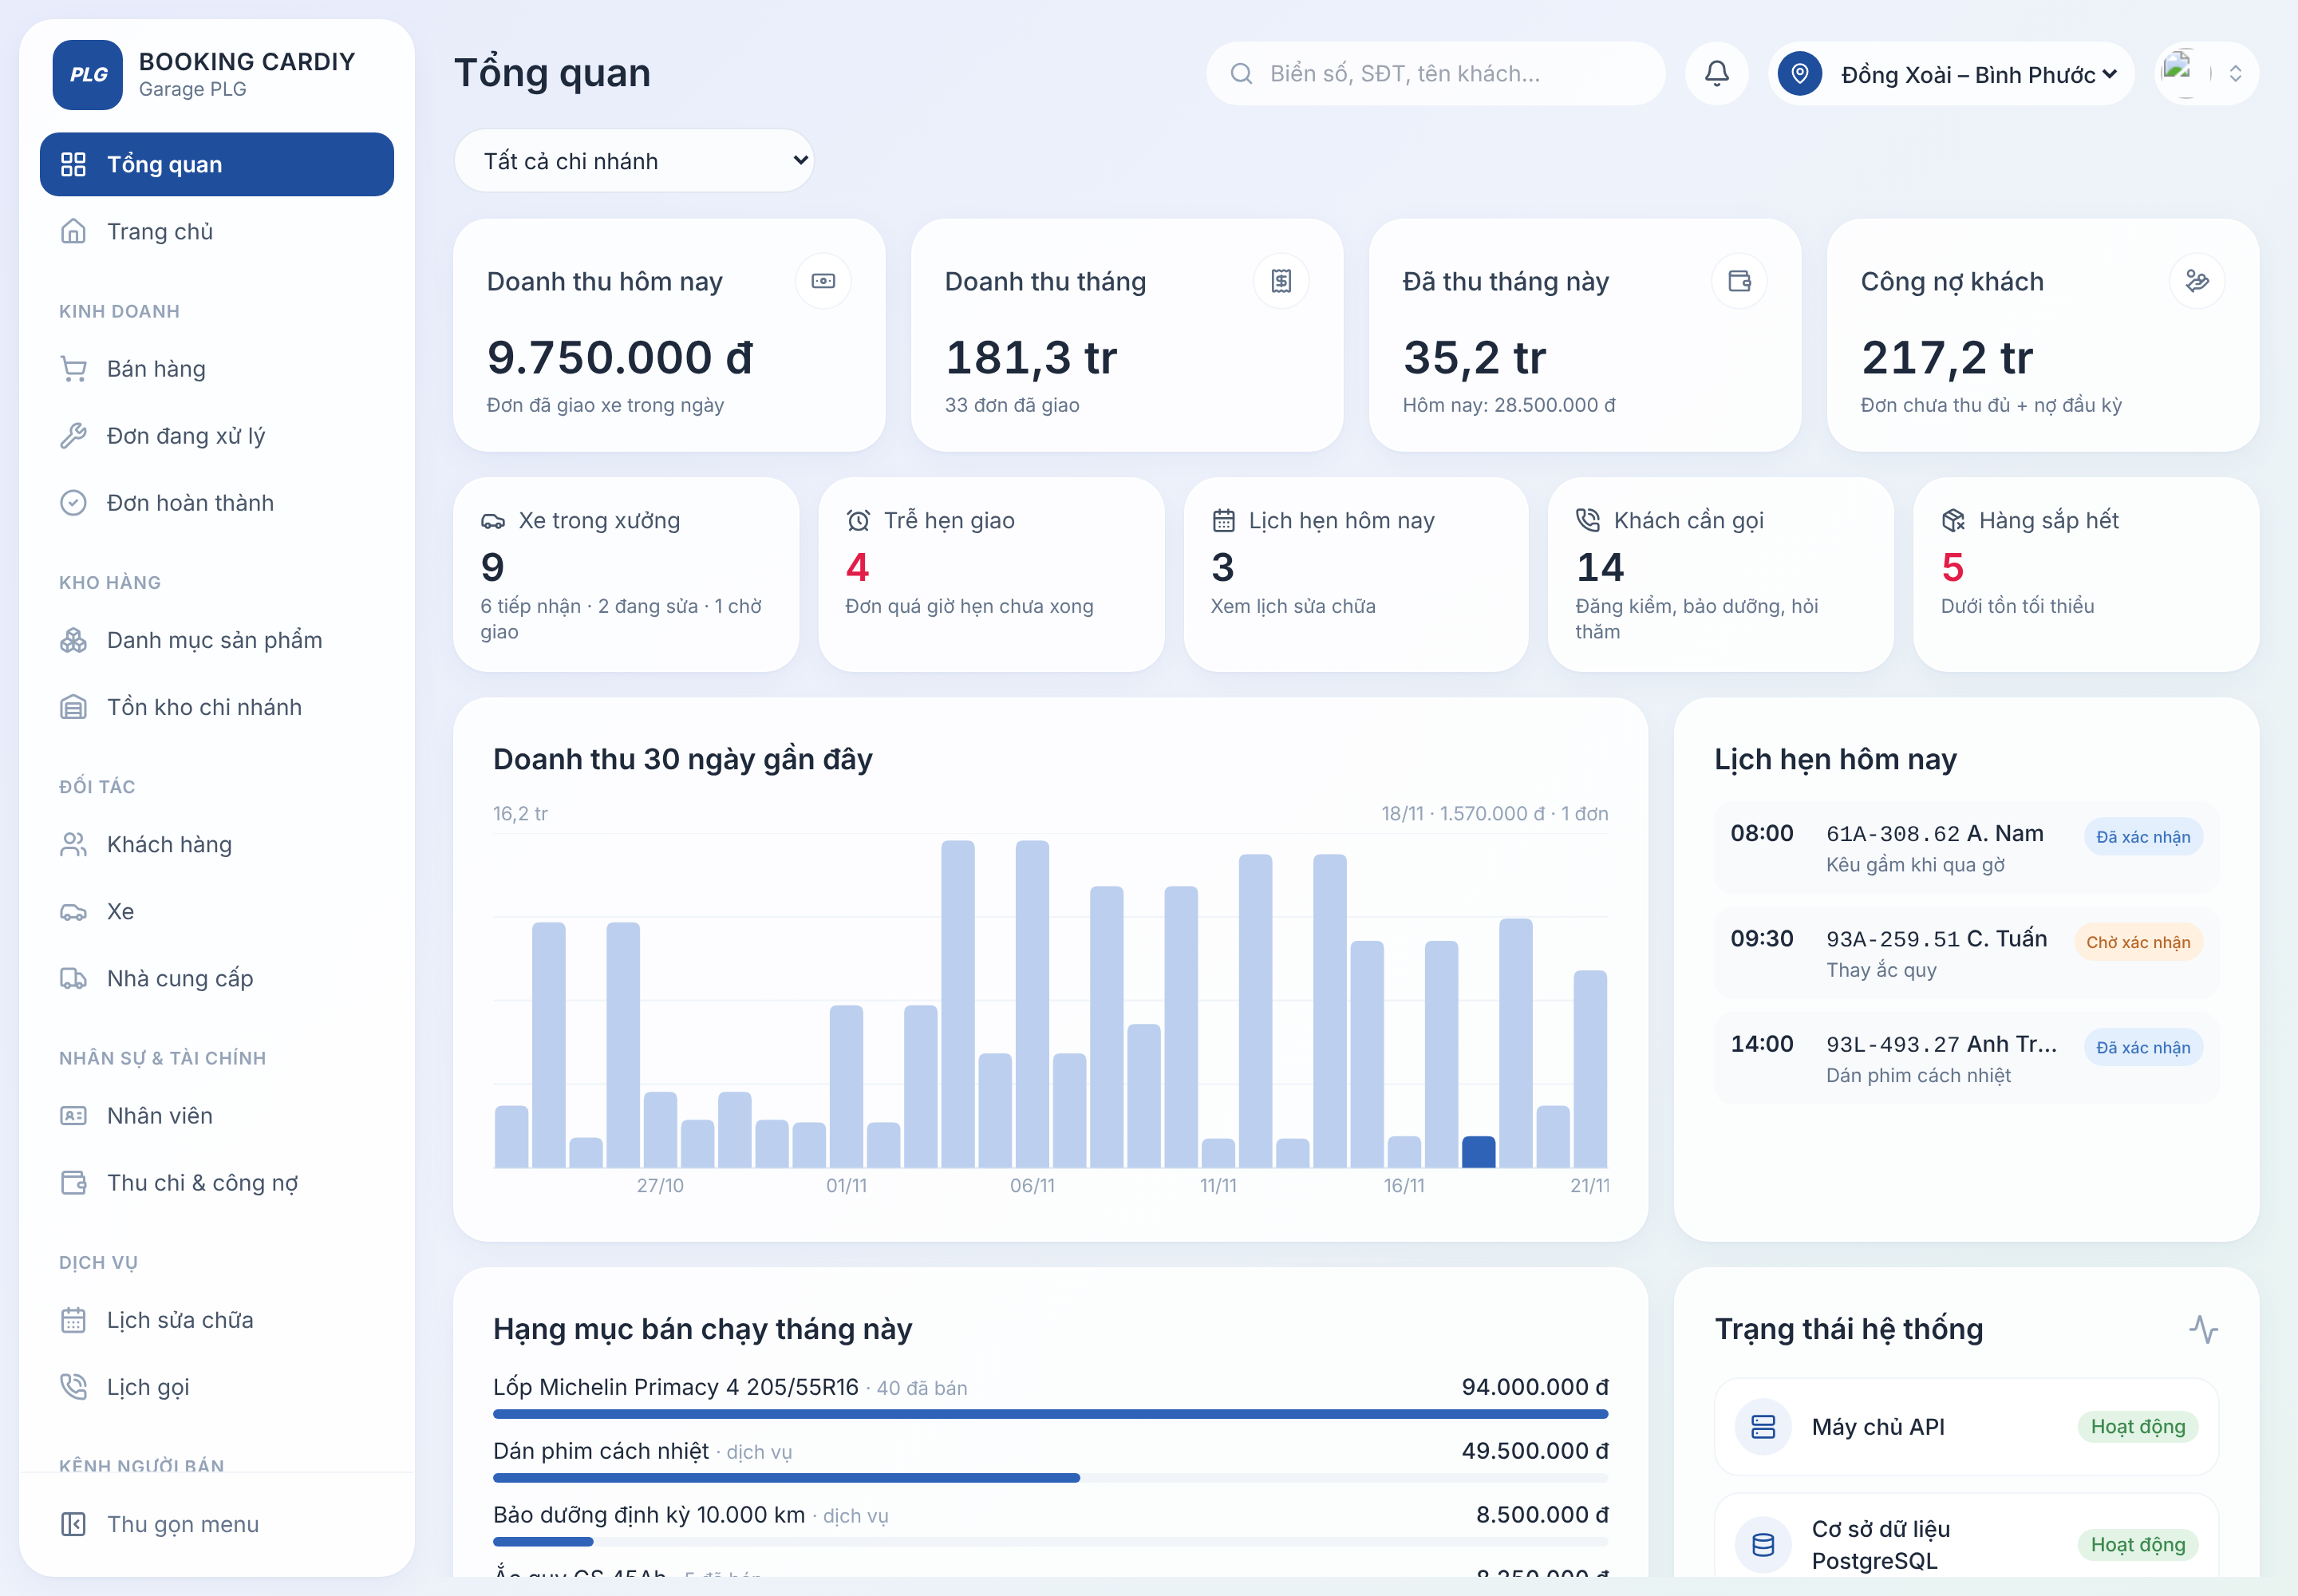 PLG
BOOKING CARDIY
Garage PLG
Tổng quan
Trang chủ
KINH DOANH
Bán hàng
Đơn đang xử lý
Đơn hoàn thành
KHO HÀNG
Danh mục sản phẩm
Tồn kho chi nhánh
ĐỐI TÁC
Khách hàng
Xe
Nhà cung cấp
NHÂN SỰ & TÀI CHÍNH
Nhân viên
Thu chi & công nợ
DỊCH VỤ
Lịch sửa chữa
Lịch gọi
KÊNH NGƯỜI BÁN
Thu gọn menu
Tổng quan
Biển số, SĐT, tên khách...
Đồng Xoài – Bình Phước
Tất cả chi nhánh
Doanh thu hôm nay
9.750.000 đ
Đơn đã giao xe trong ngày
Doanh thu tháng
181,3 tr
33 đơn đã giao
Đã thu tháng này
35,2 tr
Hôm nay: 28.500.000 đ
Công nợ khách
217,2 tr
Đơn chưa thu đủ + nợ đầu kỳ
Xe trong xưởng
9
6 tiếp nhận · 2 đang sửa · 1 chờ
giao
Trễ hẹn giao
4
Đơn quá giờ hẹn chưa xong
Lịch hẹn hôm nay
3
Xem lịch sửa chữa
Khách cần gọi
14
Đăng kiểm, bảo dưỡng, hỏi
thăm
Hàng sắp hết
5
Dưới tồn tối thiểu
Doanh thu 30 ngày gần đây
16,2 tr
18/11 · 1.570.000 đ · 1 đơn
27/10 01/11 06/11 11/11 16/11 21/11
Lịch hẹn hôm nay
08:00 61A-308.62 A. Nam Đã xác nhận
Kêu gầm khi qua gờ
09:30 93A-259.51 C. Tuấn Chờ xác nhận
Thay ắc quy
14:00 93L-493.27 Anh Tr... Đã xác nhận
Dán phim cách nhiệt
Hạng mục bán chạy tháng này
Lốp Michelin Primacy 4 205/55R16 · 40 đã bán 94.000.000 đ
Dán phim cách nhiệt · dịch vụ 49.500.000 đ
Bảo dưỡng định kỳ 10.000 km · dịch vụ 8.500.000 đ
Ắc quy GS 45Ah · 5 đã bán 8.250.000 đ
Trạng thái hệ thống
Máy chủ API Hoạt động
Cơ sở dữ liệu
PostgreSQL
Hoạt động